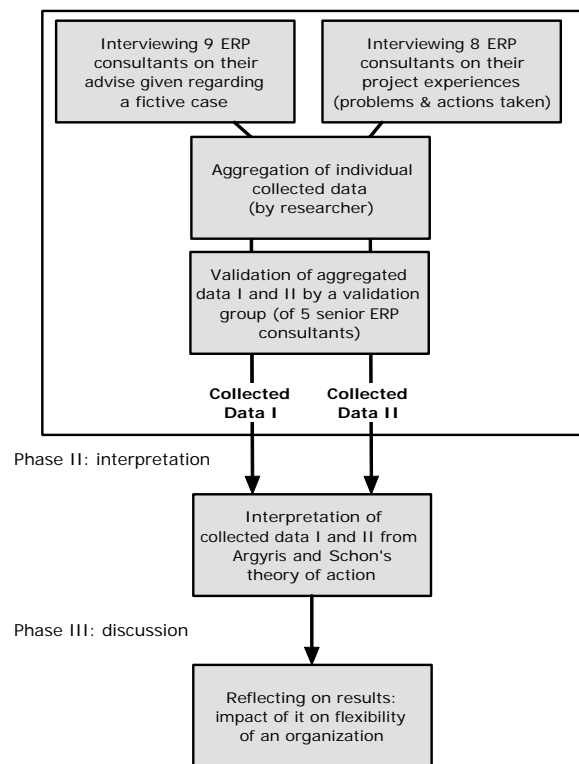 Interviewing 9 ERP
consultants on their
advise given regarding
a fictive case
Interviewing 8 ERP
consultants on their
project experiences
(problems & actions taken)
Aggregation of individual
collected data
(by researcher)
Validation of aggregated
data I and II by a validation
group (of 5 senior ERP
consultants)
Collected
Data I
Collected
Data II
Phase II: interpretation
Interpretation of
collected data I and II from
Argyris and Schon's
theory of action
Phase III: discussion
Reflecting on results:
impact of it on flexibility
of an organization